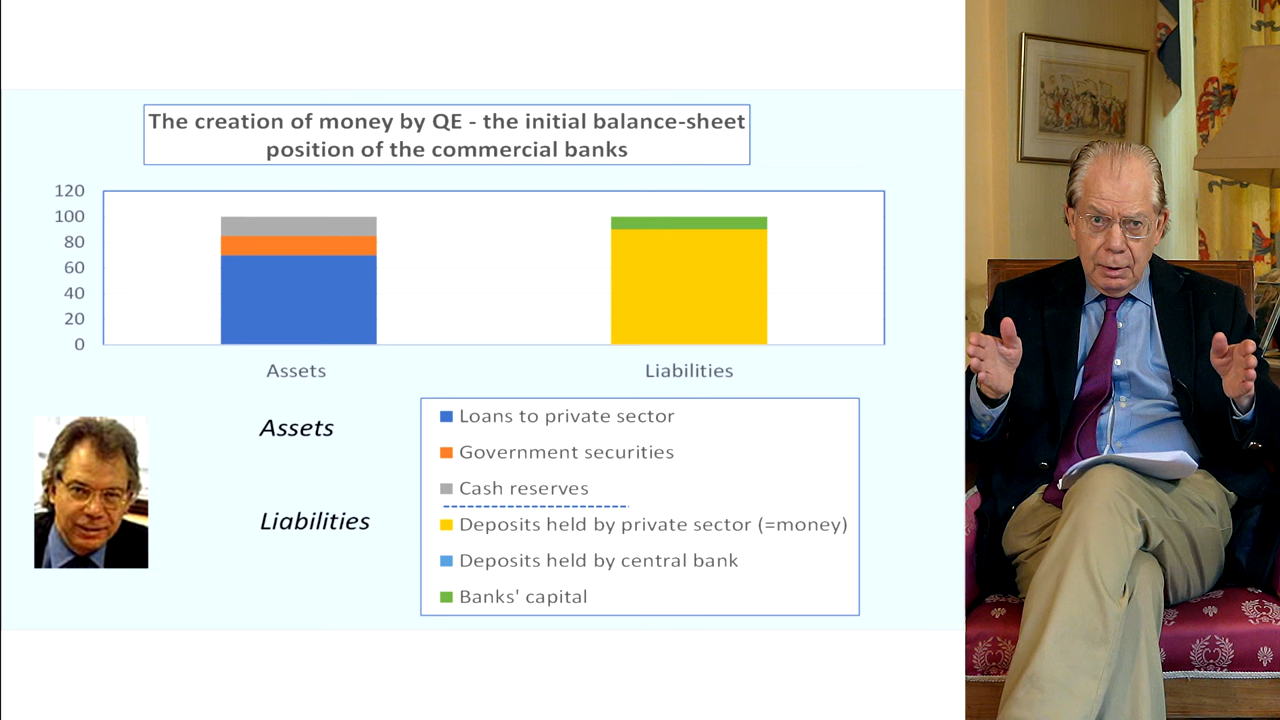 The creation of money by QE - the initial balance-sheet
position of the commercial banks
120
100
80
60
40
20
0
Assets
Liabilities
Assets
Liabilities
Loans to private sector
Government securities
Cash reserves
Deposits held by private sector (=money)
Deposits held by central bank
Banks' capital